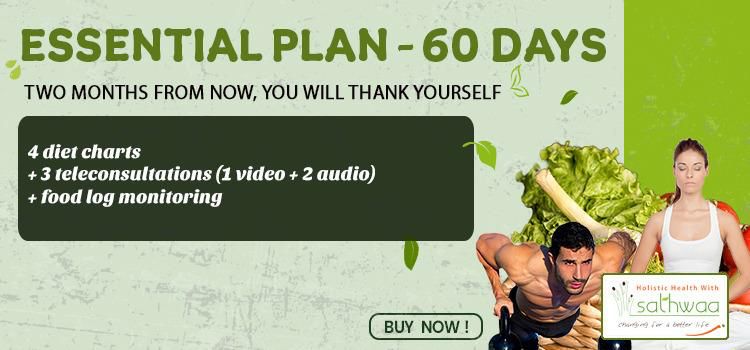 ESSENTIAL PLAN - 60 DAYS
TWO MONTHS FROM NOW, YOU WILL THANK YOURSELF
4 diet charts
+ 3 teleconsultations (1 video + 2 audio)
+ food log monitoring
BUY NOW !
Holistic Health With
sathwaa
changing for a better life